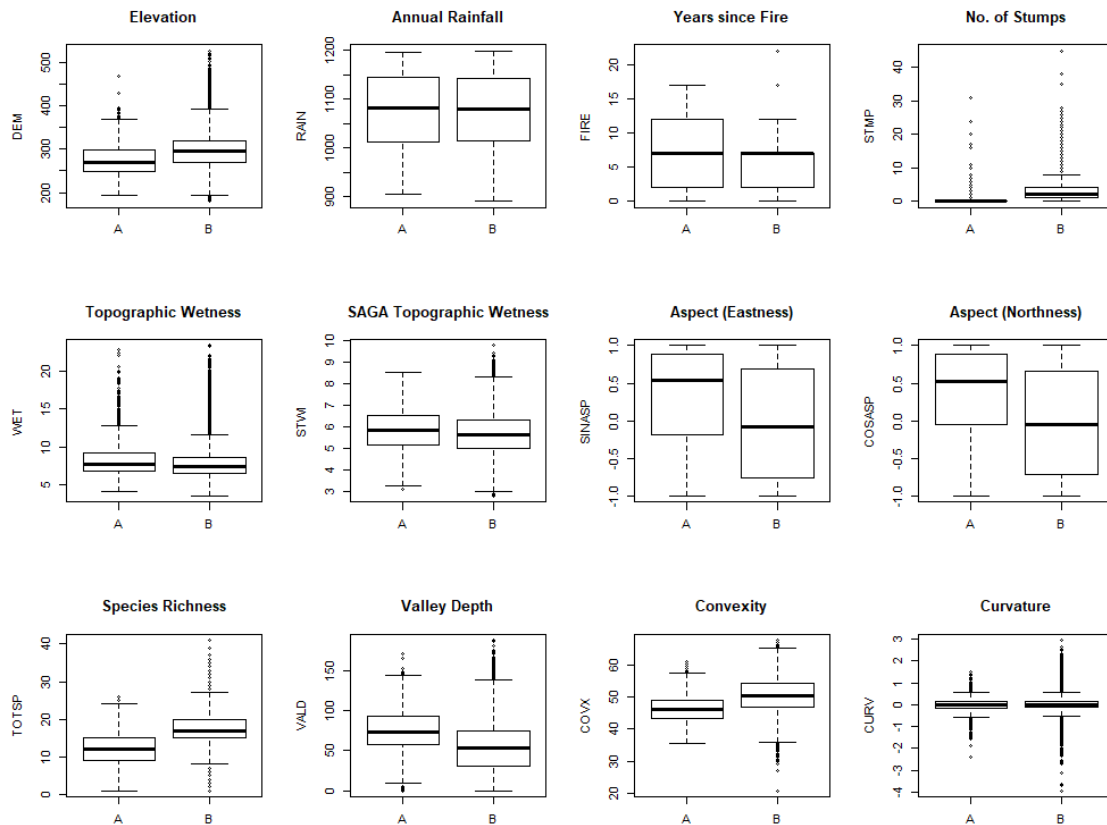 Elevation
DEM
200
300
400
500
A B
Annual Rainfall
RAIN
900
1000
1100
1200
A B
Years since Fire
FIRE
0
5
10
15
20
A B
No. of Stumps
STMP
0
10
20
30
40
A B
Topographic Wetness
WET
5
10
15
20
A B
SAGA Topographic Wetness
STWI
3
4
5
6
7
8
9
10
A B
Aspect (Eastness)
SINASP
-1.0
-0.5
0.0
0.5
1.0
A B
Aspect (Northness)
COSASP
-1.0
-0.5
0.0
0.5
1.0
A B
Species Richness
TOTSP
0
10
20
30
40
A B
Valley Depth
VALD
0
50
100
150
A B
Convexity
COVX
20
30
40
50
60
A B
Curvature
CURV
-4
-3
-2
-1
0
1
2
3
A B